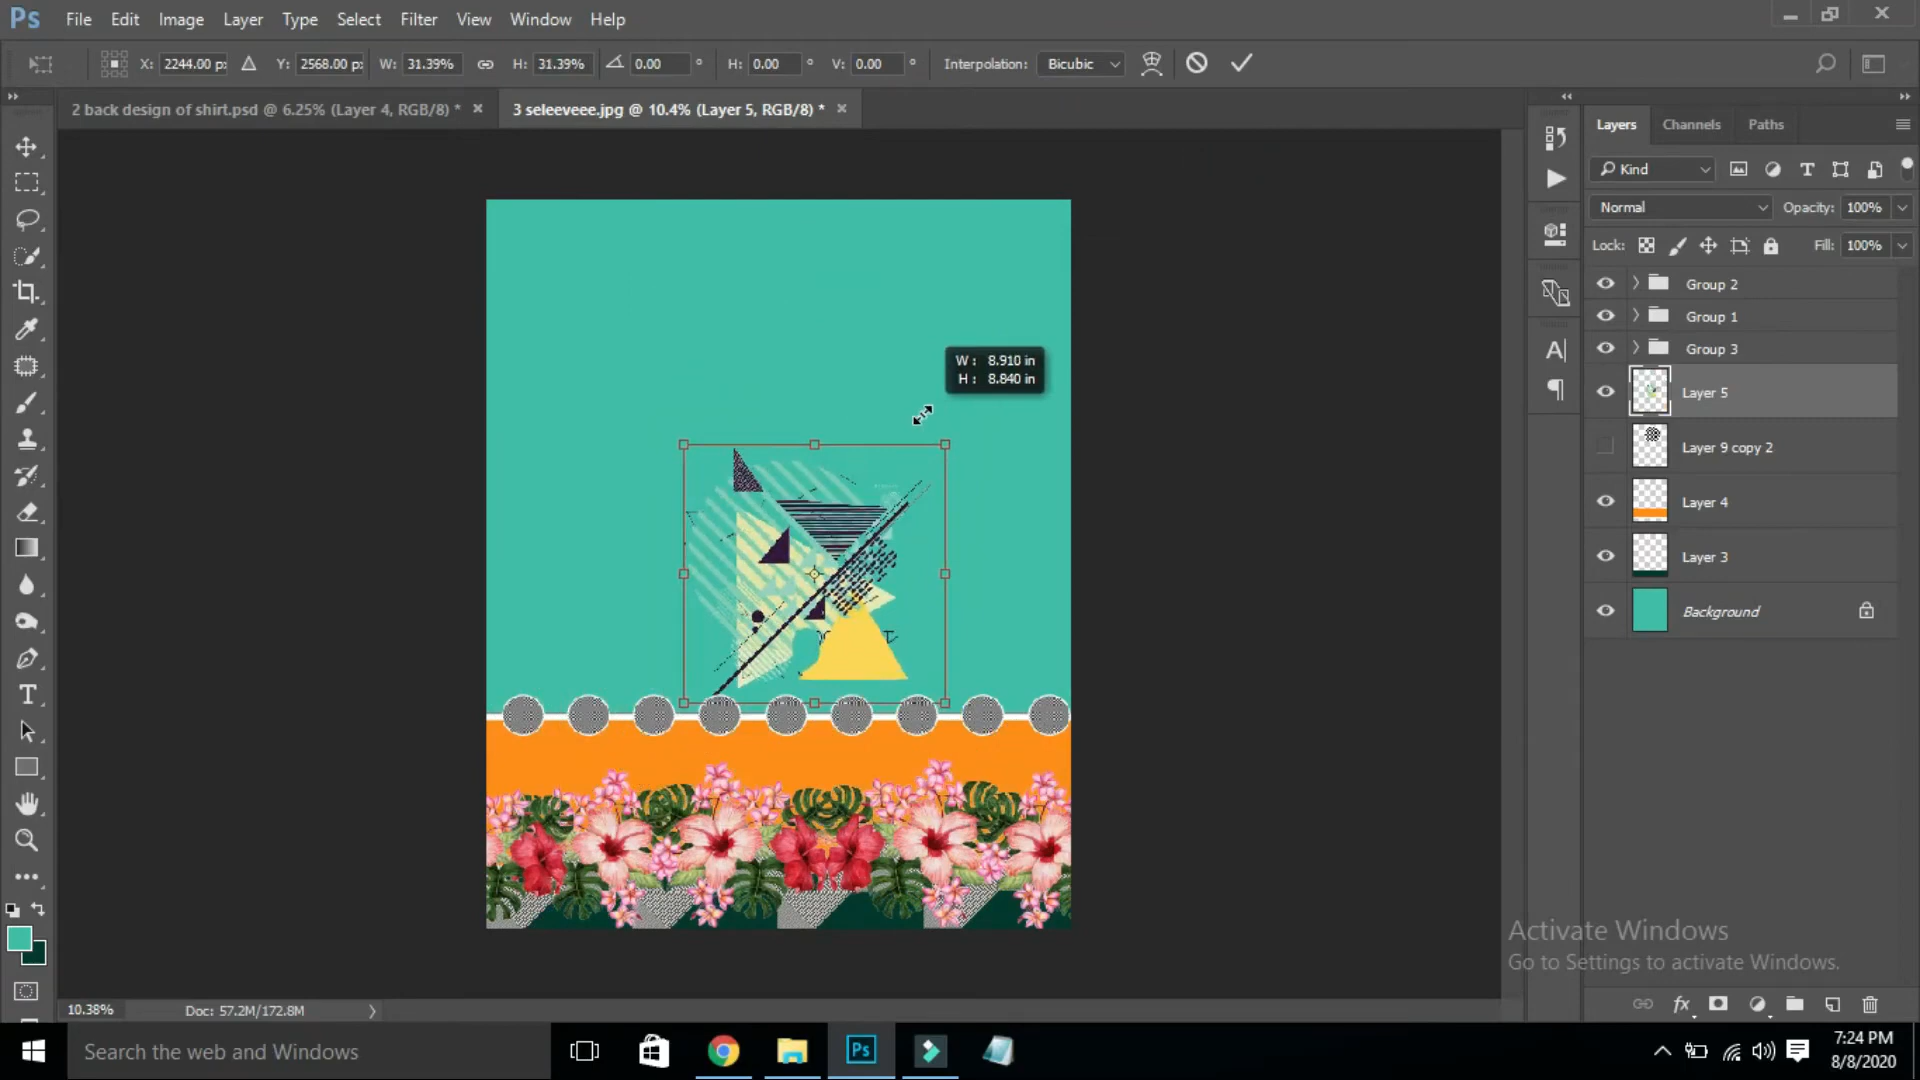 Ps File Edit Image Layer Type Select Filter View Window Help
X: 2244.00 p Y: 2568.00 p W: 31.39% H: 31.39% 0.00 ° H: 0.00 ° V: 0.00 ° Interpolation: Bicubic
2 back design of shirt.psd @ 6.25% (Layer 4, RGB/8) * × 3 seleeveee.jpg @ 10.4% (Layer 5, RGB/8) * ×
Layers Channels Paths
Kind
Normal Opacity: 100%
Lock: Fill: 100%
Group 2
Group 1
Group 3
W : 8.910 in
H : 8.840 in
Layer 5
Layer 9 copy 2
Layer 4
Layer 3
Background
Activate Windows
Go to Settings to activate Windows.
10.38% Doc: 57.2M/172.8M
Search the web and Windows
Ps
7:24 PM
8/8/2020